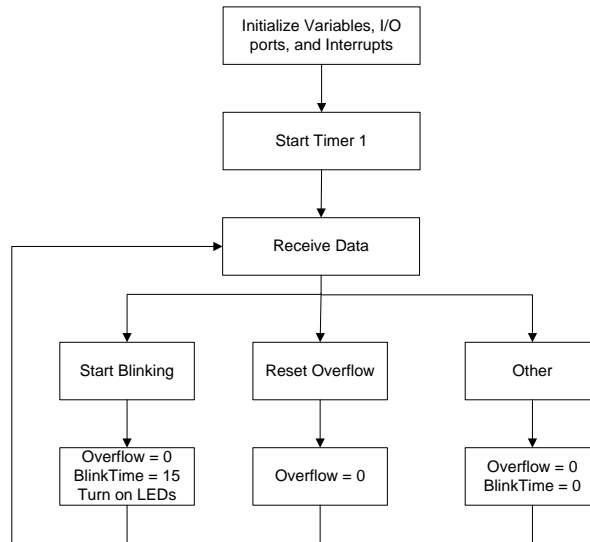 Initialize Variables, I/O
ports, and Interrupts
Start Timer 1
Receive Data
Start Blinking
Reset Overflow
Other
Overflow = 0
BlinkTime = 15
Turn on LEDs
Overflow = 0
Overflow = 0
BlinkTime = 0